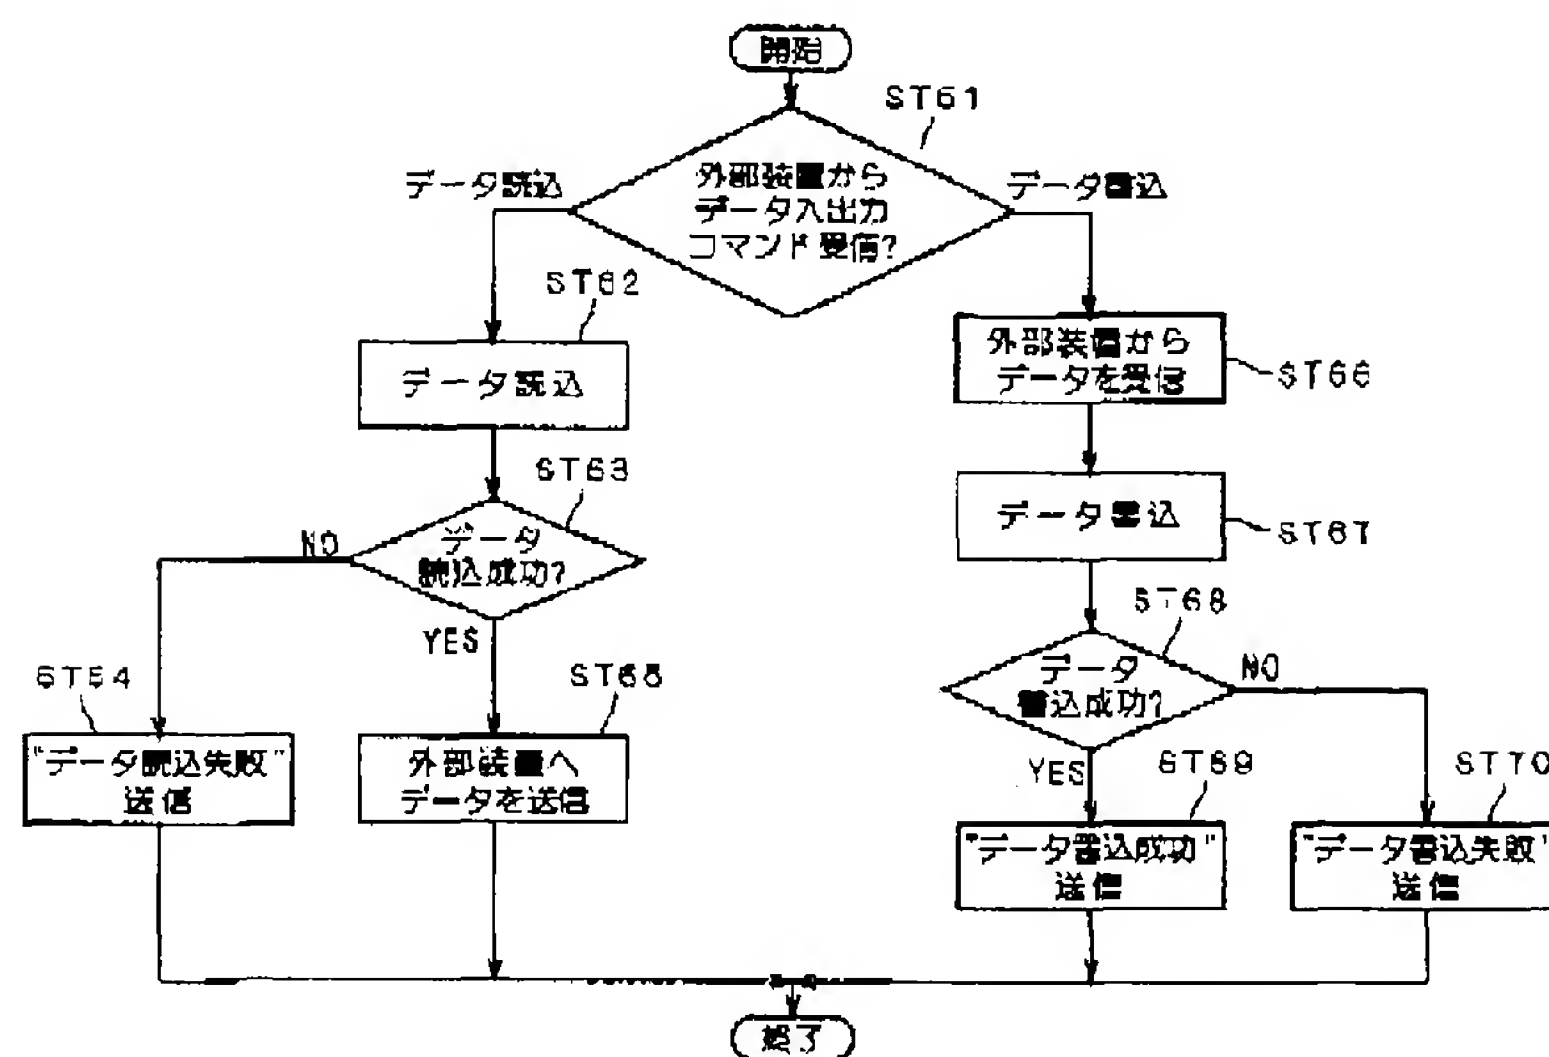 開始
ST61
データ読込
外部装置から
データ入出力
コマンド受信?
データ書込
ST62
データ読込
外部装置から
データを受信
ST66
ST63
データ
読込成功?
NO
YES
データ書込
ST67
ST68
データ
書込成功?
NO
YES
ST64
"データ読込失敗"
送信
ST65
外部装置へ
データを送信
ST69
"データ書込成功"
送信
ST70
"データ書込失敗"
送信
終了